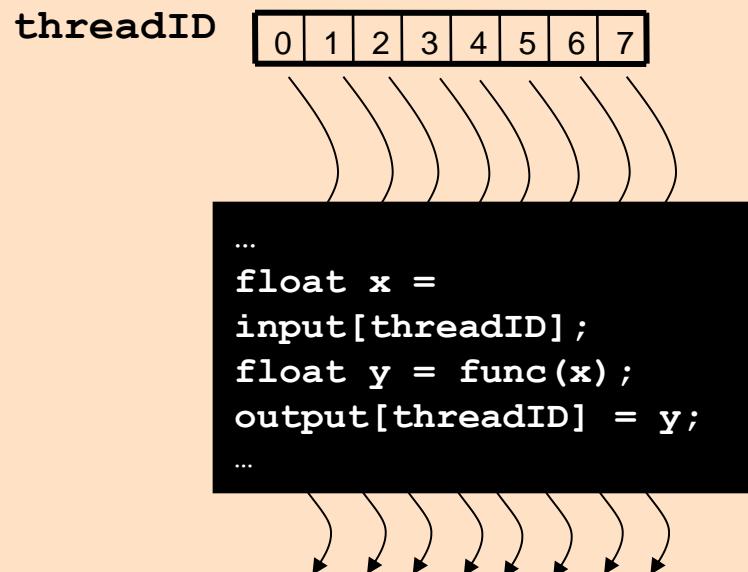 threadID 0 1 2 3 4 5 6 7
…
float x =
input[threadID];
float y = func(x);
output[threadID] = y;
…